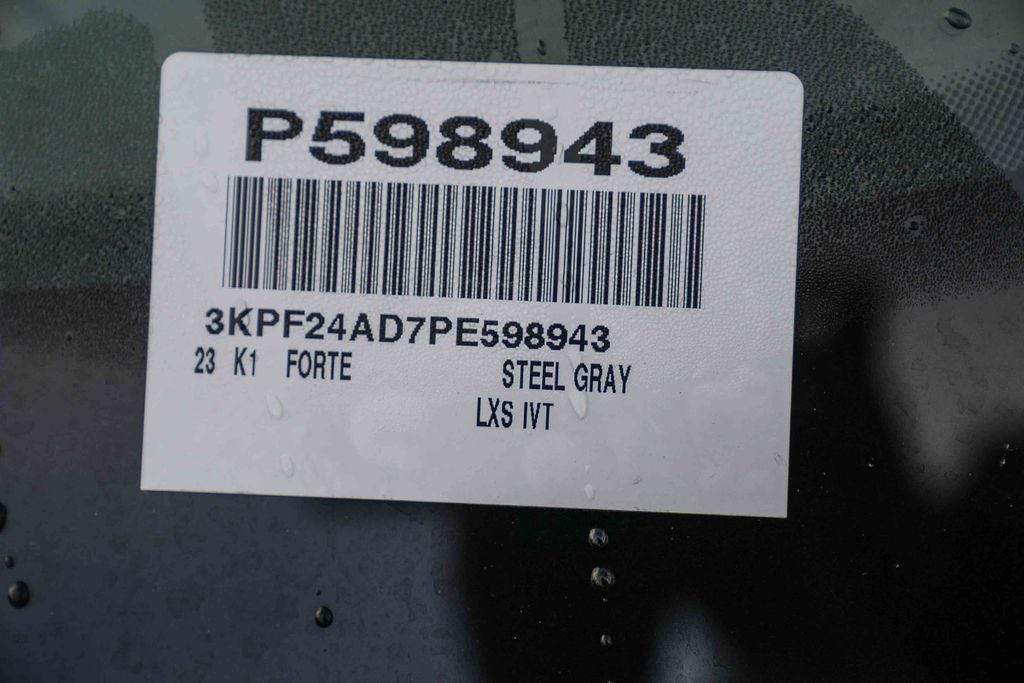 P598943
3KPF24AD7PE598943
23 K1 FORTE STEEL GRAY
LXS IVT